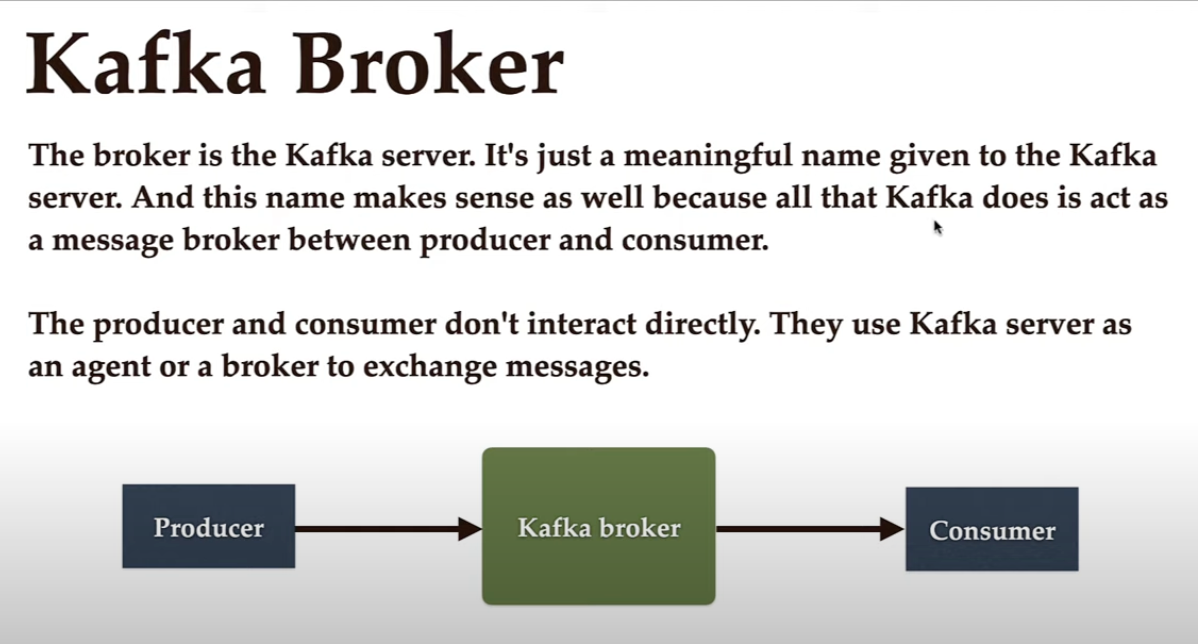 Kafka Broker
The broker is the Kafka server. It's just a meaningful name given to the Kafka
server. And this name makes sense as well because all that Kafka does is act as
a message broker between producer and consumer.
The producer and consumer don't interact directly. They use Kafka server as
an agent or a broker to exchange messages.
Producer
Kafka broker
Consumer